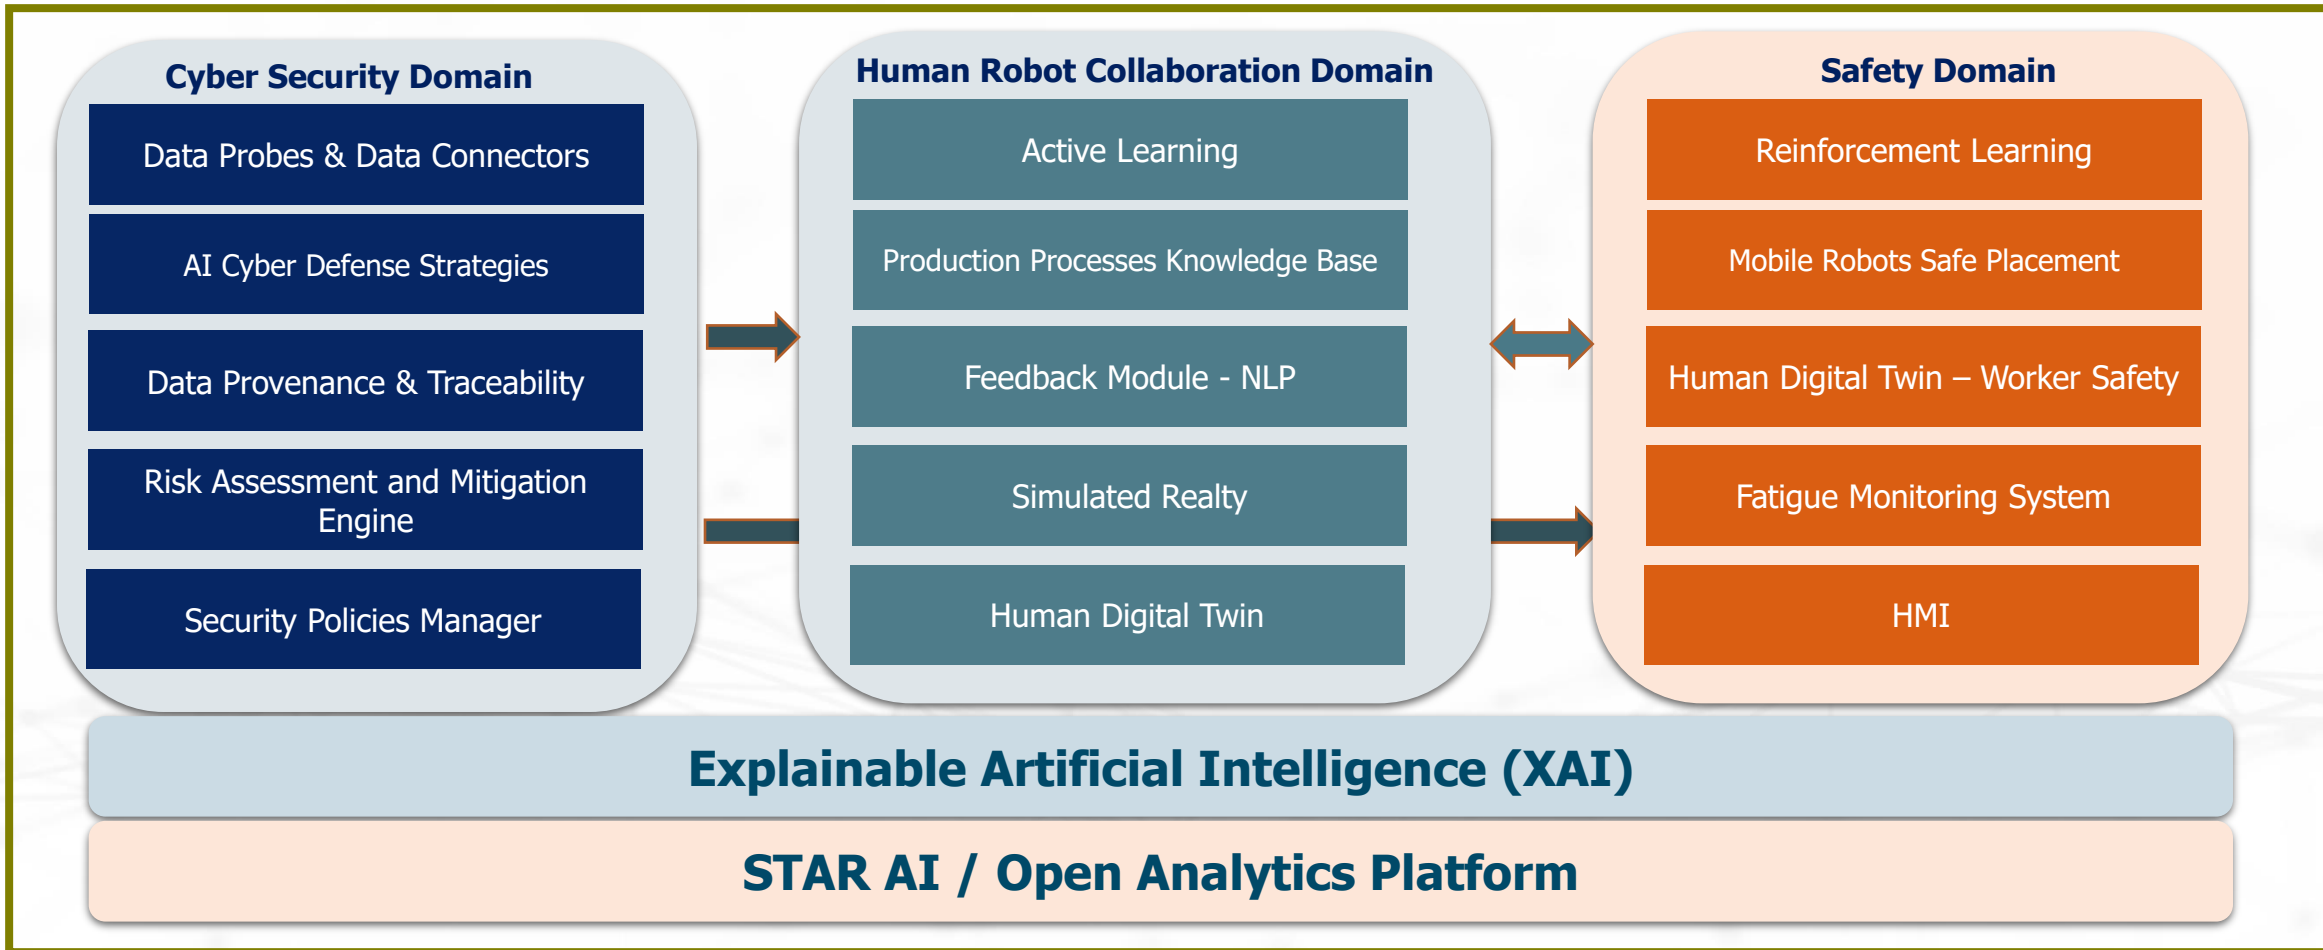 Cyber Security Domain
Data Probes & Data Connectors
AI Cyber Defense Strategies
Data Provenance & Traceability
Risk Assessment and Mitigation
Engine
Security Policies Manager
Human Robot Collaboration Domain
Active Learning
Production Processes Knowledge Base
Feedback Module - NLP
Simulated Realty
Human Digital Twin
Safety Domain
Reinforcement Learning
Mobile Robots Safe Placement
Human Digital Twin – Worker Safety
Fatigue Monitoring System
HMI
Explainable Artificial Intelligence (XAI)
STAR AI / Open Analytics Platform